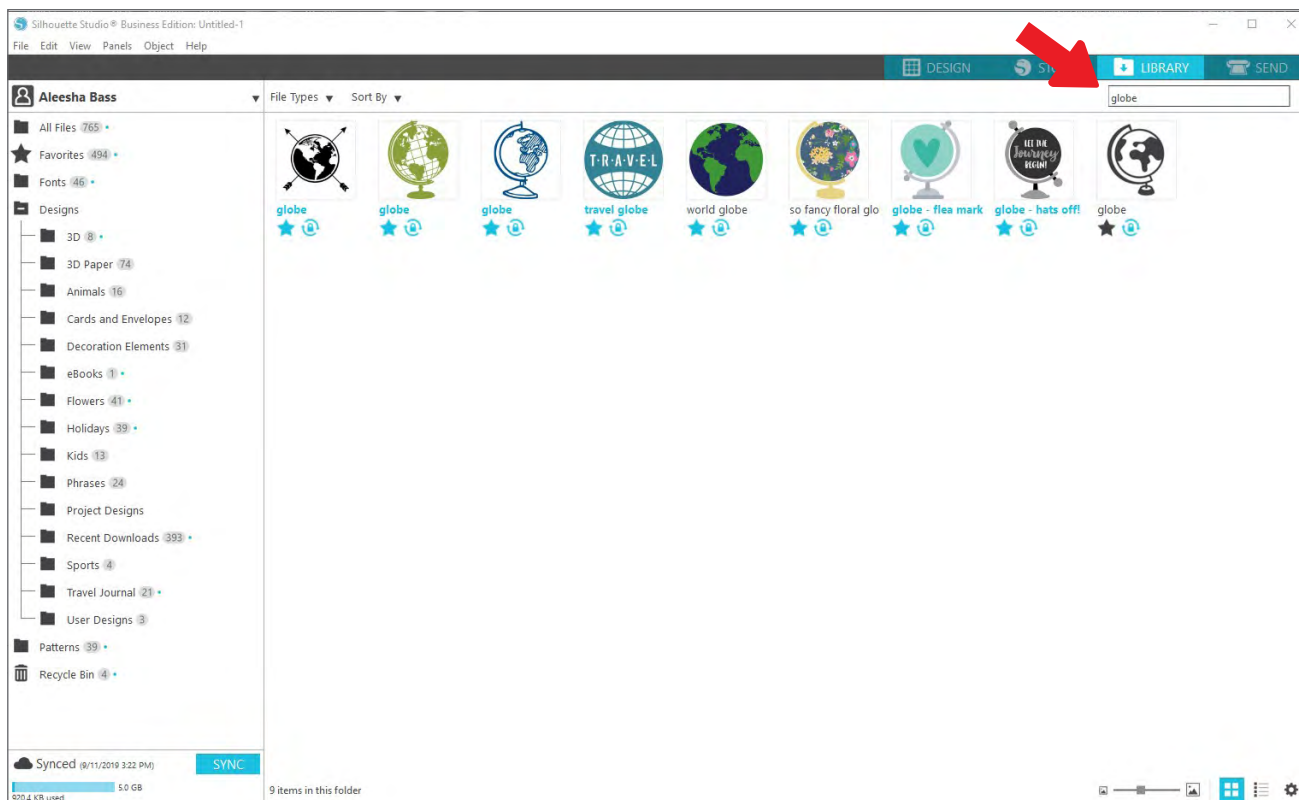 Silhouette Studio® Business Edition: Untitled-1
File Edit View Panels Object Help
DESIGN LIBRARY SEND
Aleesha Bass ▼ File Types ▼ Sort By ▼ globe
All Files 765 •
Favorites 494 •
Fonts 46 •
Designs
3D 8 •
3D Paper 74
Animals 16
Cards and Envelopes 12
Decoration Elements 31
eBooks 1 •
Flowers 41 •
Holidays 39 •
Kids 13
Phrases 24
Project Designs
Recent Downloads 393 •
Sports 4
Travel Journal 21 •
User Designs 3
Patterns 39 •
Recycle Bin 4 •
T·R·A·V·E·L
LET THE
Journey
BEGIN!
globe globe globe travel globe world globe so fancy floral glo globe - flea mark globe - hats off! globe
Synced (9/11/2019 3:22 PM) SYNC
5.0 GB
920.4 KB used
9 items in this folder